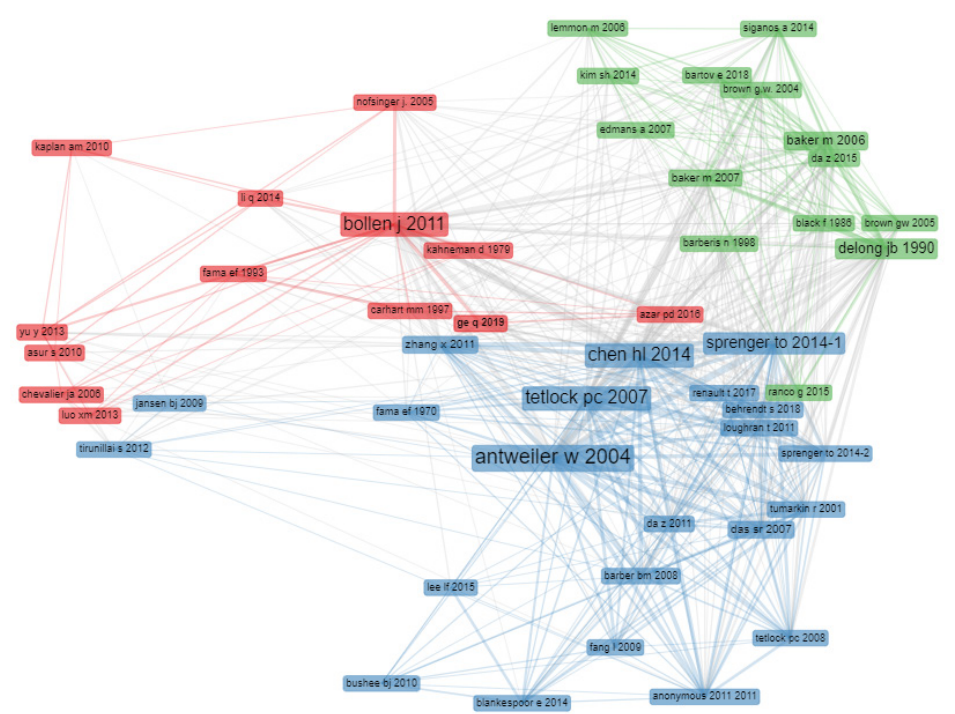 lemmon m 2006
siganos a 2014
kim sh 2014
bartov e 2018
brown g.w. 2004
nofsinger j. 2005
edmans a 2007
baker m 2006
kaplan am 2010
da z 2015
baker m 2007
li q 2014
bollen j 2011
black f 1986
brown gw 2005
kahneman d 1979
barberis n 1998
delong jb 1990
fama ef 1993
carhart mm 1997
azar pd 2016
ge q 2019
yu y 2013
zhang x 2011
sprenger to 2014-1
asur s 2010
chen hl 2014
chevalier ja 2006
jansen bj 2009
tetlock pc 2007
renault t 2017
ranco g 2015
luo xm 2013
fama ef 1970
behrendt s 2018
loughran t 2011
tirunillai s 2012
antweiler w 2004
sprenger to 2014-2
tumarkin r 2001
da z 2011
das sr 2007
barber bm 2008
lee lf 2015
tetlock pc 2008
fang l 2009
bushee bj 2010
blankespoor e 2014
anonymous 2011 2011